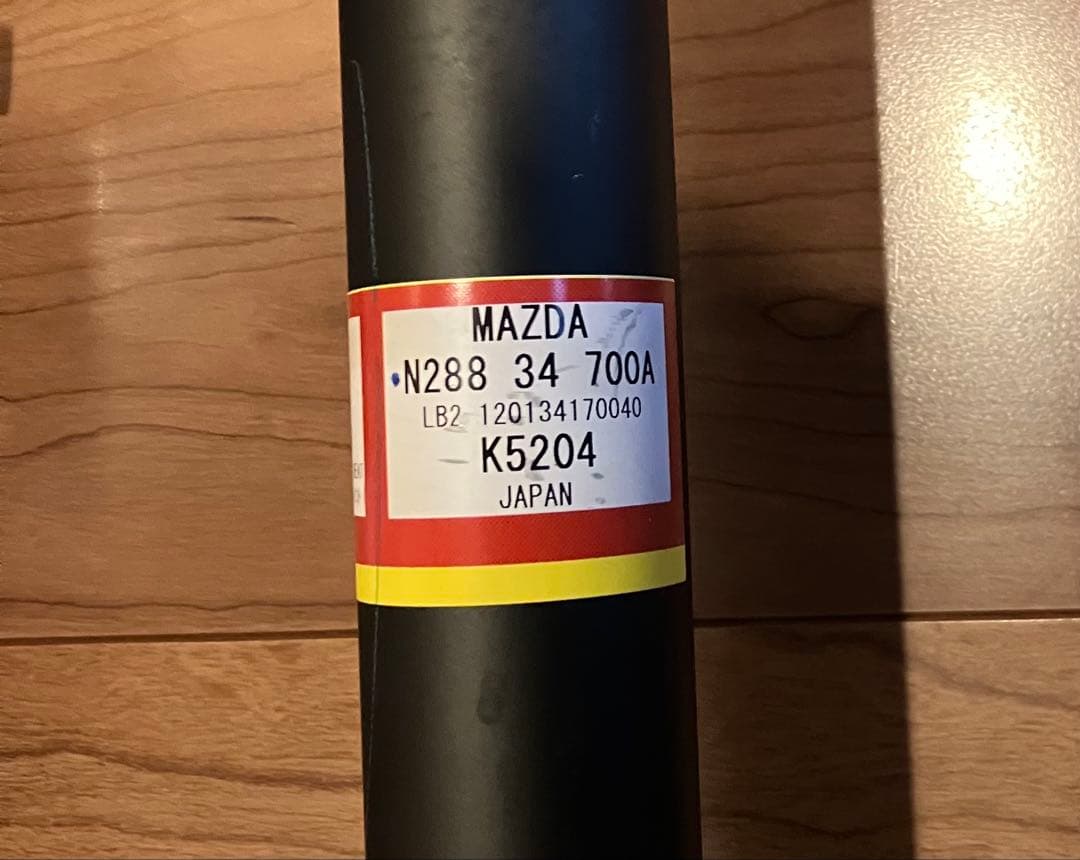 MAZDA
•N288 34 700A
LB2 120134170040
K5204
JAPAN